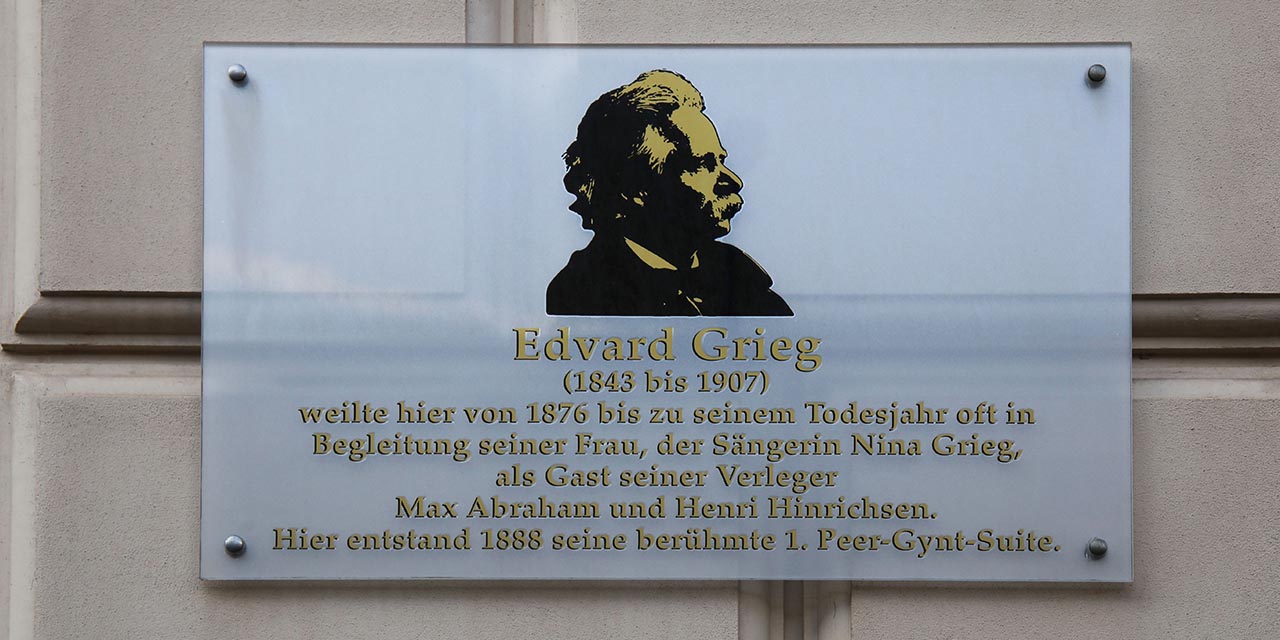 Edvard Grieg
(1843 bis 1907)
weilte hier von 1876 bis zu seinem Todesjahr oft in
Begleitung seiner Frau, der Sängerin Nina Grieg,
als Gast seiner Verleger
Max Abraham und Henri Hinrichsen.
Hier entstand 1888 seine berühmte 1. Peer-Gynt-Suite.